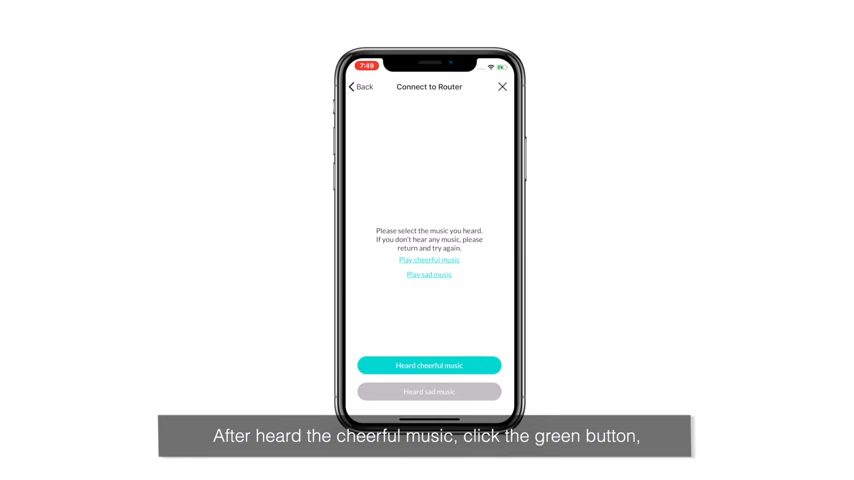 7:49
Back
Connect to Router
Please select the music you heard.
If you don't hear any music, please
return and try again.
Play cheerful music
Play sad music
Heard cheerful music
Heard sad music
After heard the cheerful music, click the green button,